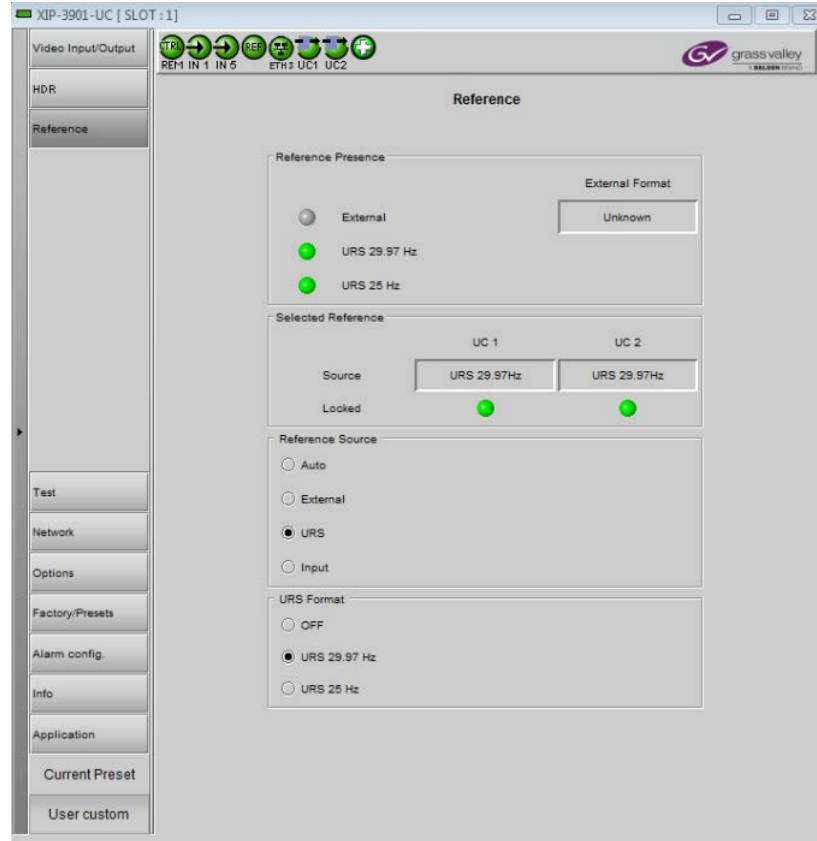 XIP-3901-UC [ SLOT : 1]
Video Input/Output
HDR
Reference
CTRL REF
REM IN 1 IN 5 ETH UC1 UC2
grass valley
A BELDEN BRAND
Reference
Reference Presence
External Format
External Unknown
URS 29.97 Hz
URS 25 Hz
Selected Reference
UC 1 UC 2
Source URS 29.97Hz URS 29.97Hz
Locked
Reference Source
Auto
External
URS
Input
URS Format
OFF
URS 29.97 Hz
URS 25 Hz
Test
Network
Options
Factory/Presets
Alarm config.
Info
Application
Current Preset
User custom